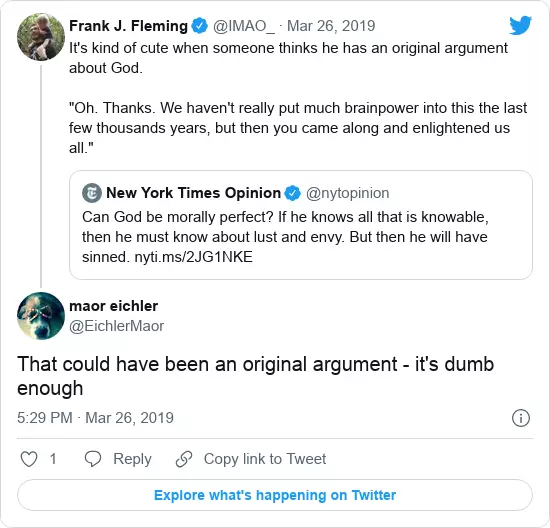 Frank J. Fleming @IMAO_ · Mar 26, 2019
It's kind of cute when someone thinks he has an original argument
about God.
"Oh. Thanks. We haven't really put much brainpower into this the last
few thousands years, but then you came along and enlightened us
all."
New York Times Opinion @nytopinion
Can God be morally perfect? If he knows all that is knowable,
then he must know about lust and envy. But then he will have
sinned. nyti.ms/2JG1NKE
maor eichler
@EichlerMaor
That could have been an original argument - it's dumb
enough
5:29 PM · Mar 26, 2019
1 Reply Copy link to Tweet
Explore what's happening on Twitter